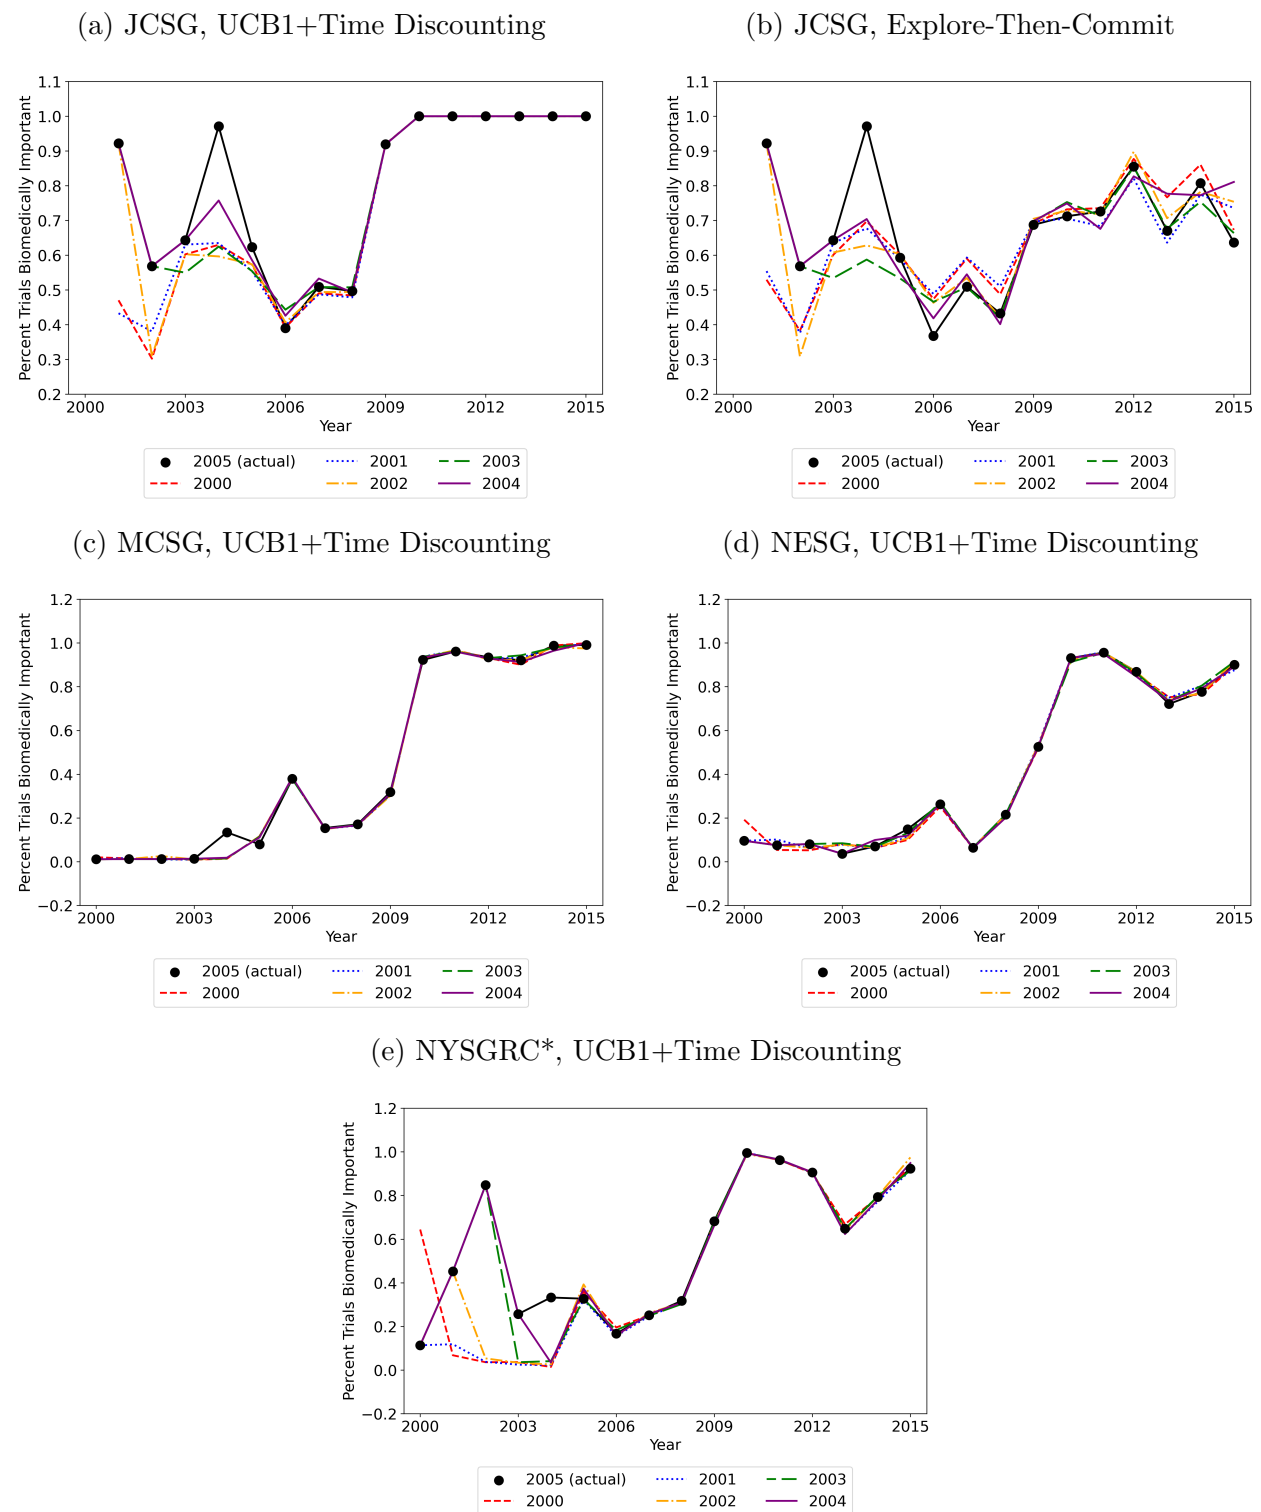 (a) JCSG, UCB1+Time Discounting
Percent Trials Biomedically Important
1.1
1.0
0.9
0.8
0.7
0.6
0.5
0.4
0.3
0.2
2000 2003 2006 2009 2012 2015
Year
2005 (actual) 2001 2003
2000 2002 2004
(b) JCSG, Explore-Then-Commit
Percent Trials Biomedically Important
1.1
1.0
0.9
0.8
0.7
0.6
0.5
0.4
0.3
0.2
2000 2003 2006 2009 2012 2015
Year
2005 (actual) 2001 2003
2000 2002 2004
(c) MCSG, UCB1+Time Discounting
Percent Trials Biomedically Important
1.2
1.0
0.8
0.6
0.4
0.2
0.0
−0.2
2000 2003 2006 2009 2012 2015
Year
2005 (actual) 2001 2003
2000 2002 2004
(d) NESG, UCB1+Time Discounting
Percent Trials Biomedically Important
1.2
1.0
0.8
0.6
0.4
0.2
0.0
−0.2
2000 2003 2006 2009 2012 2015
Year
2005 (actual) 2001 2003
2000 2002 2004
(e) NYSGRC*, UCB1+Time Discounting
Percent Trials Biomedically Important
1.2
1.0
0.8
0.6
0.4
0.2
0.0
−0.2
2000 2003 2006 2009 2012 2015
Year
2005 (actual) 2001 2003
2000 2002 2004